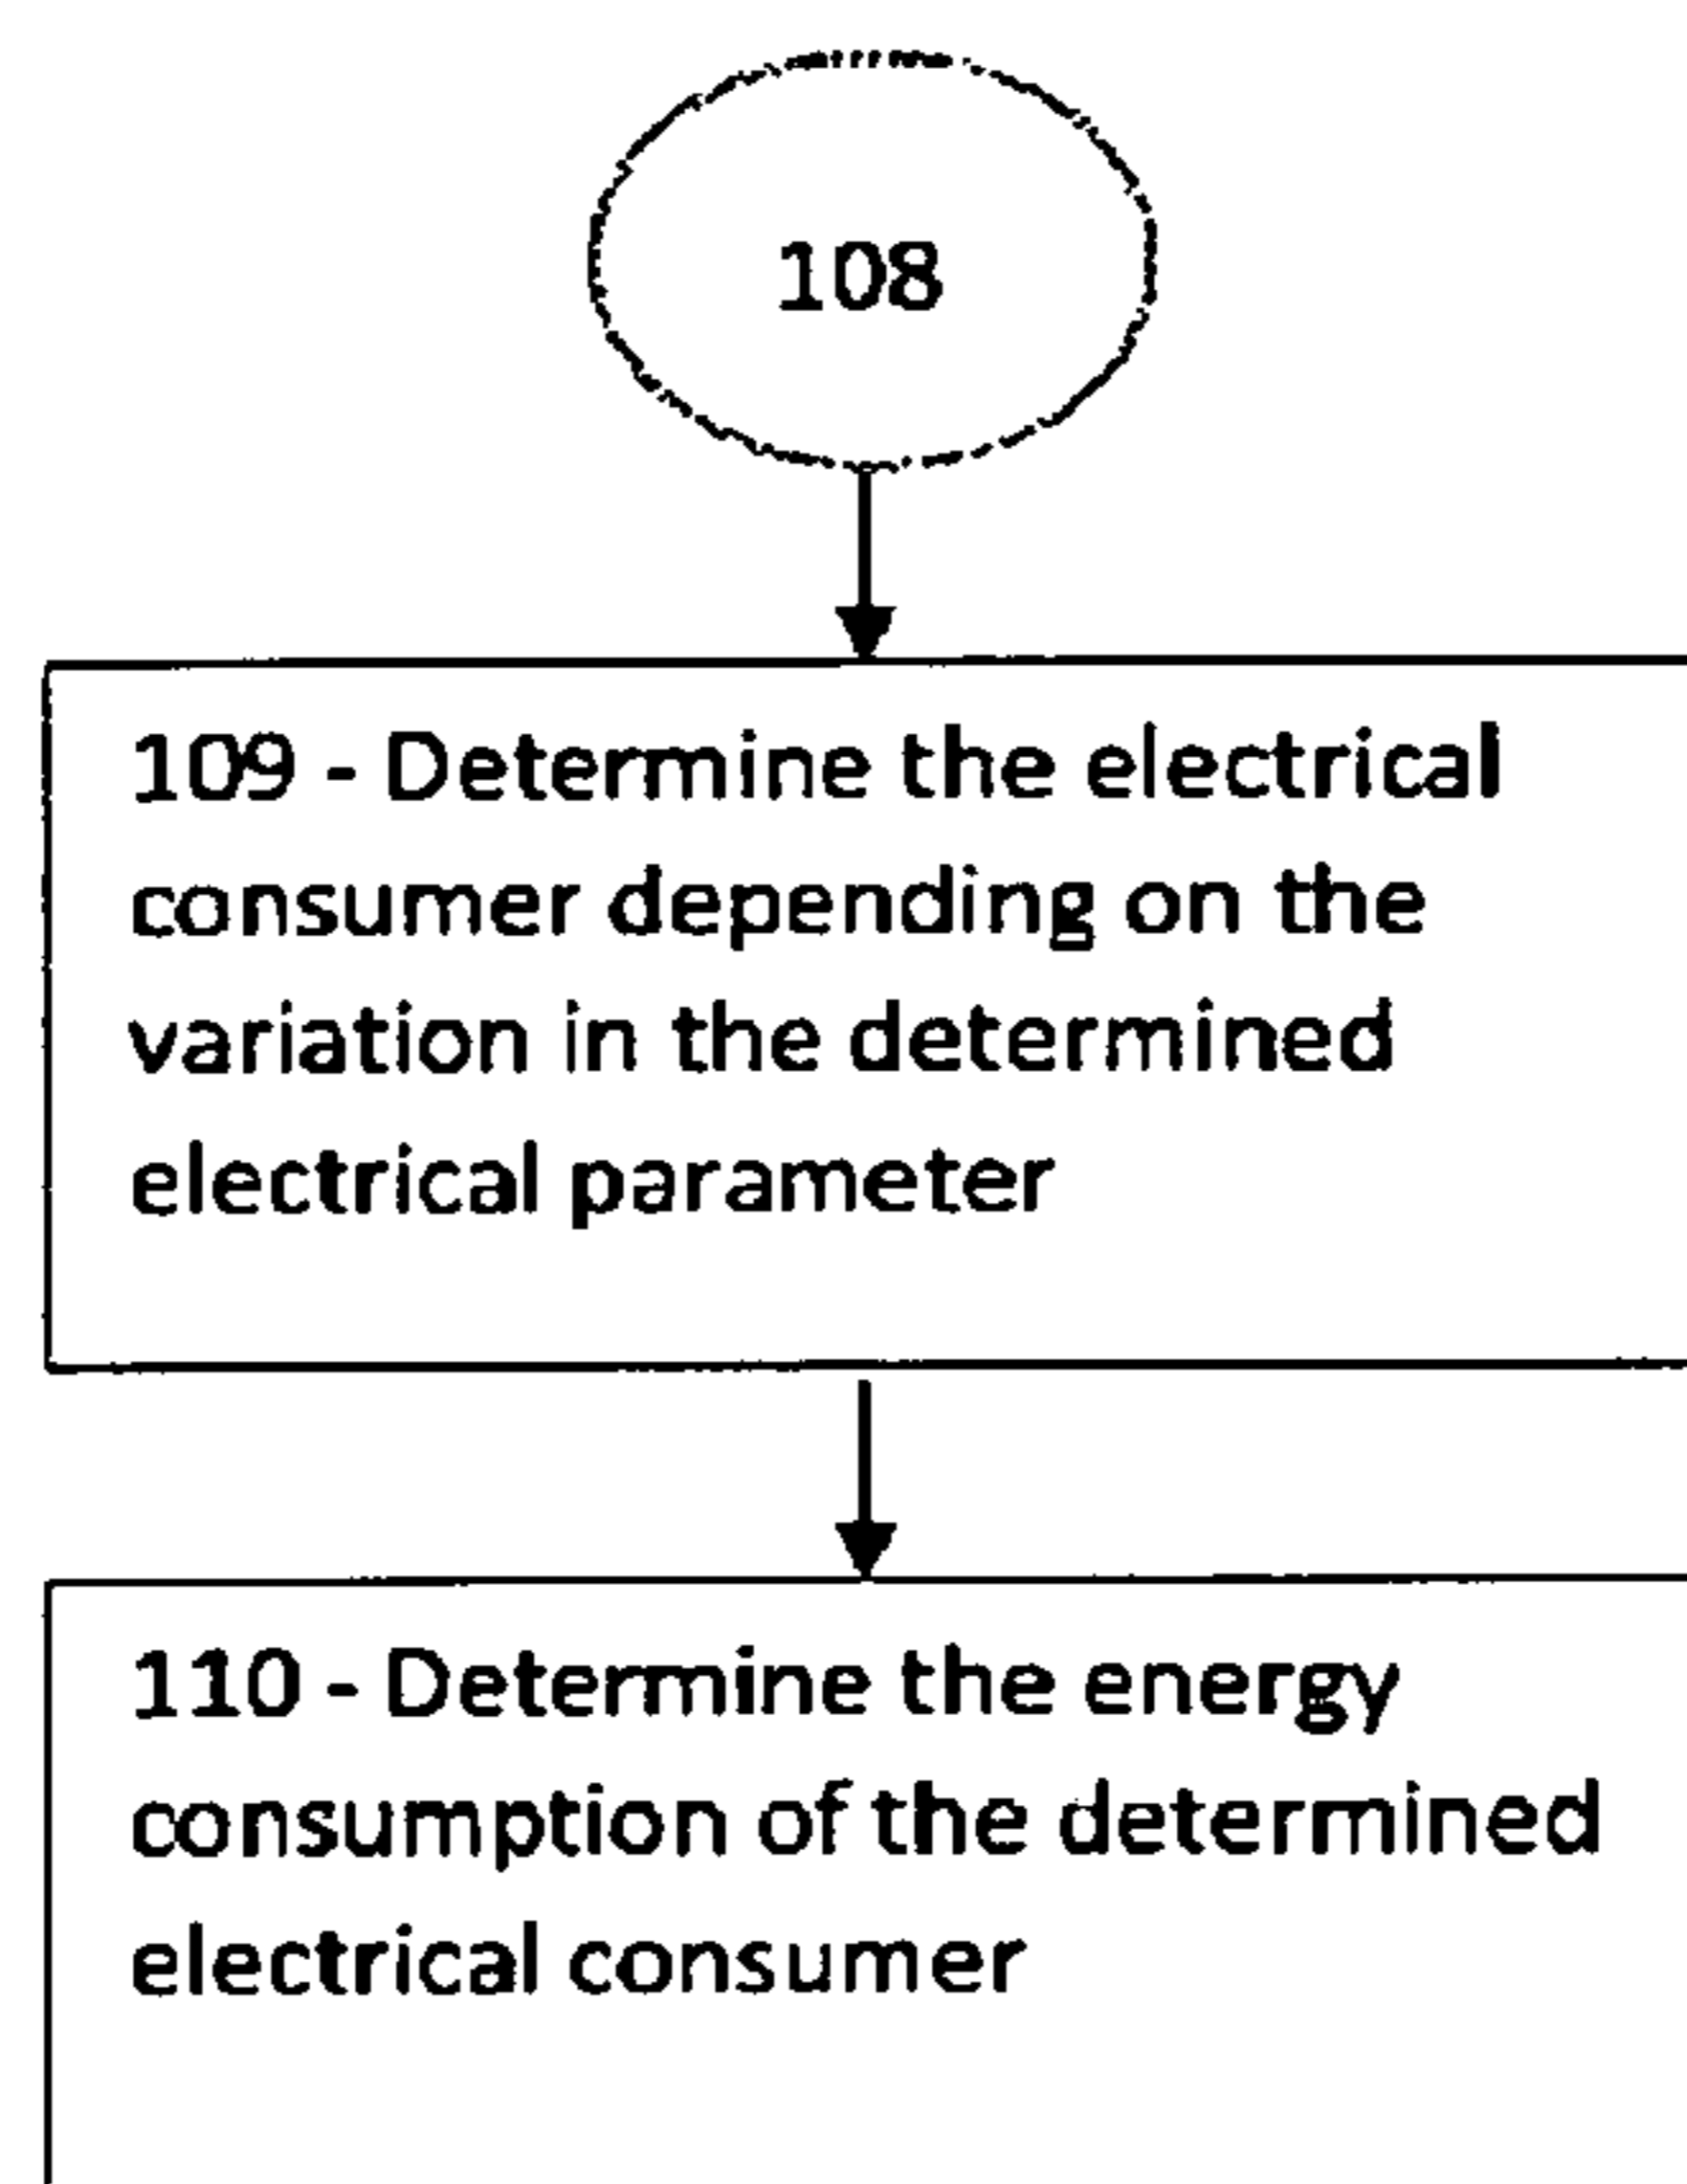 108
109 - Determine the electrical
consumer depending on the
variation in the determined
electrical parameter
110 - Determine the energy
consumption of the determined
electrical consumer